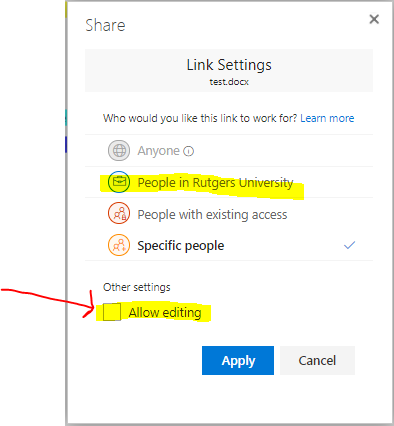 Share
Link Settings
test.docx
Who would you like this link to work for? Learn more
Anyone
People in Rutgers University
People with existing access
Specific people
Other settings
Allow editing
Apply
Cancel